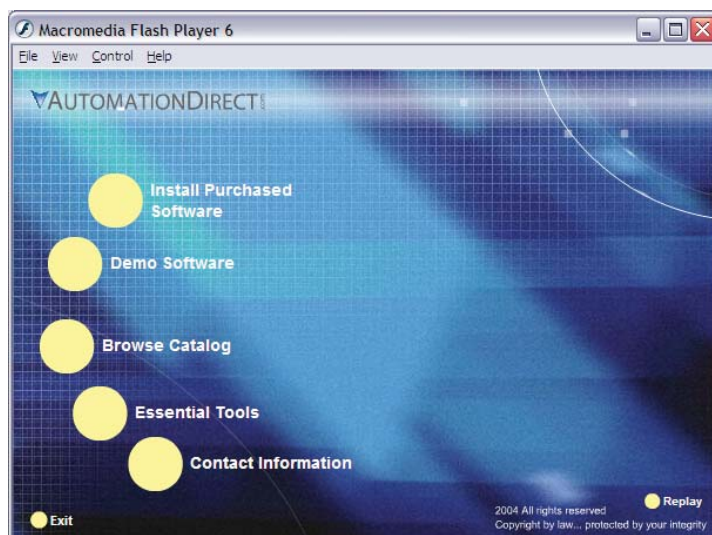 Macromedia Flash Player 6
File View Control Help
AUTOMATIONDIRECT.com
Install Purchased
Software
Demo Software
Browse Catalog
Essential Tools
Contact Information
Replay
Exit
2004 All rights reserved
Copyright by law... protected by your integrity